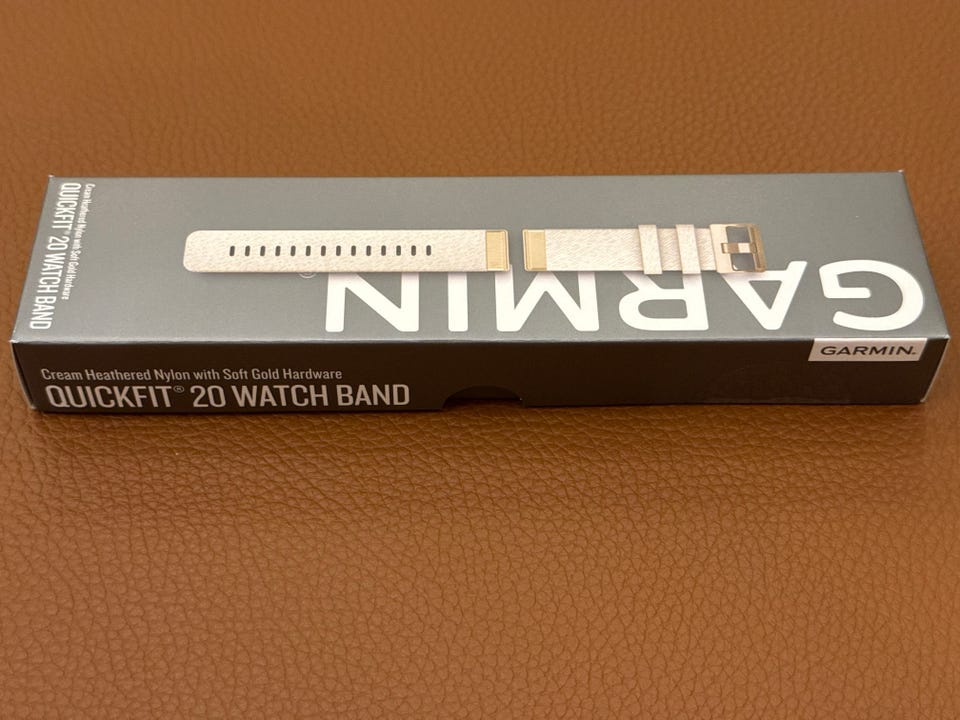 Cream Heathered Nylon with Soft Gold Hardware
QUICKFIT® 20 WATCH BAND
GARMIN
GARMIN.
Cream Heathered Nylon with Soft Gold Hardware
QUICKFIT® 20 WATCH BAND